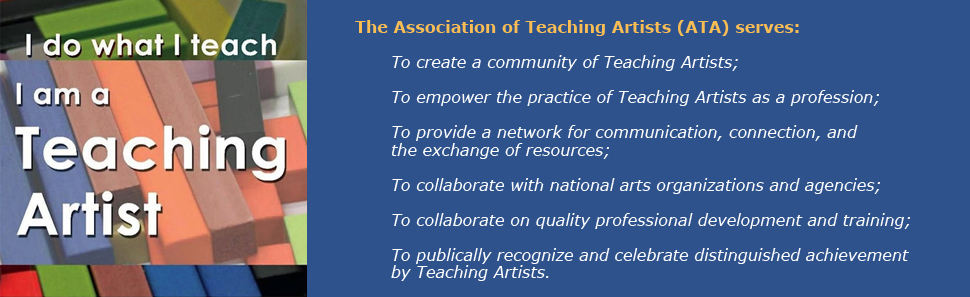 I do what I teach
I am a
Teaching
Artist
The Association of Teaching Artists (ATA) serves:
To create a community of Teaching Artists;
To empower the practice of Teaching Artists as a profession;
To provide a network for communication, connection, and
the exchange of resources;
To collaborate with national arts organizations and agencies;
To collaborate on quality professional development and training;
To publically recognize and celebrate distinguished achievement
by Teaching Artists.